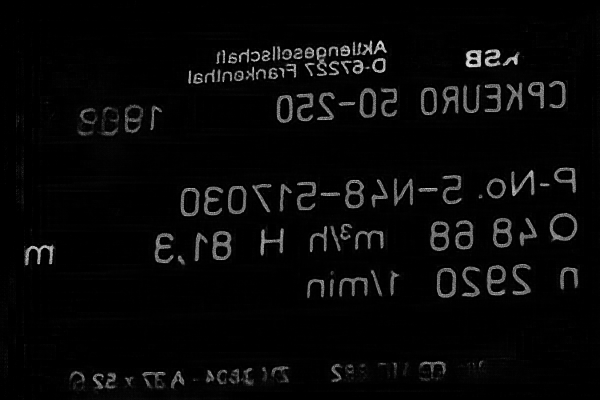 KSB Aktiengesellschaft
D-67227 Frankenthal
CPKEURO 50-250
P-No. 5-N48-517030
Q 48 68 m³/h H 81,3 m
n 2920 1/min